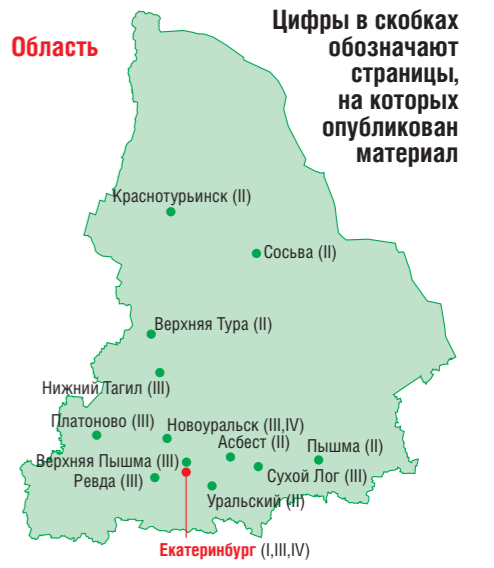 Область
Цифры в скобках
обозначают
страницы,
на которых
опубликован
материал
Краснотурьинск (II)
Сосьва (II)
Верхняя Тура (II)
Нижний Тагил (III)
Платоново (III)
Новоуральск (III,IV)
Асбест (II)
Пышма (II)
Верхняя Пышма (III)
Сухой Лог (III)
Ревда (III)
Уральский (II)
Екатеринбург (I,III,IV)